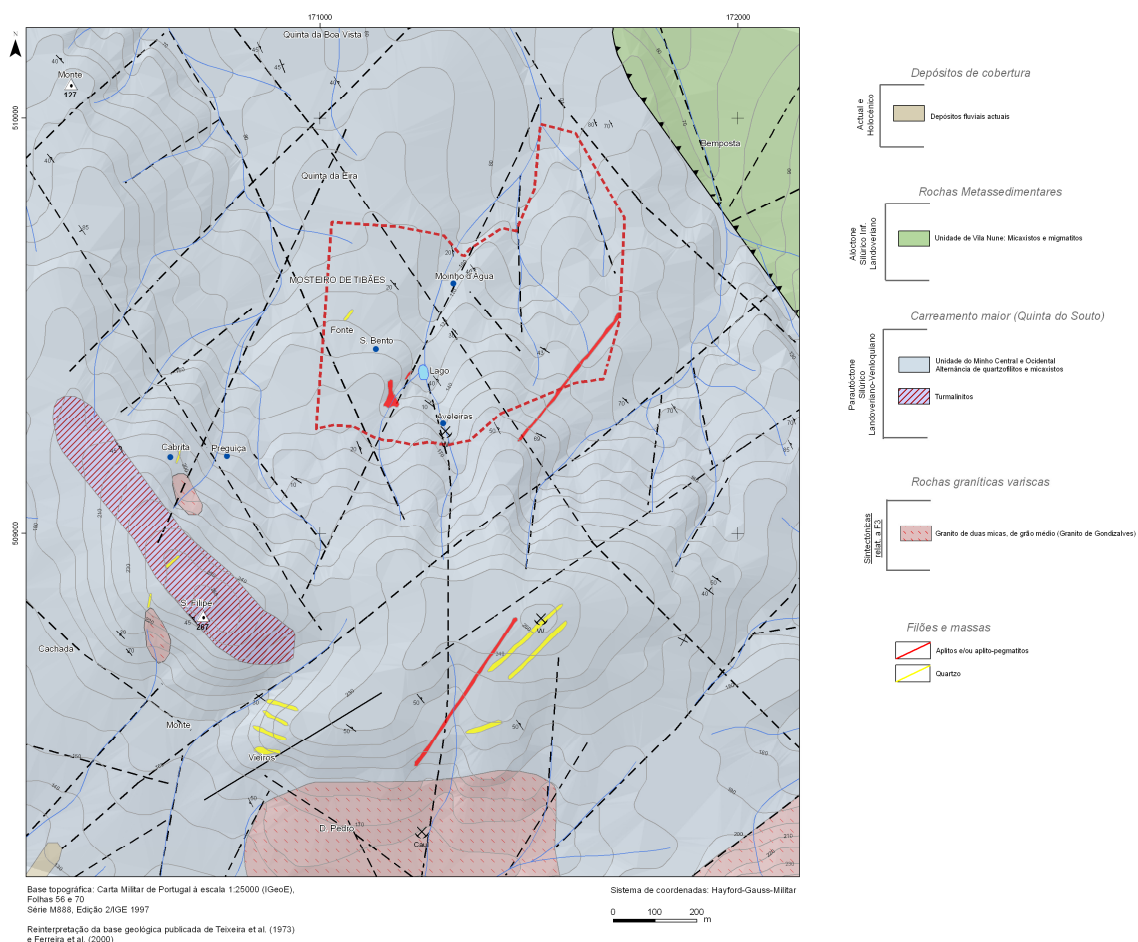 171000
172000
N
Quinta da Boa Vista
Monte
127
510000
Bemposta
Quinta da Eira
MOSTEIRO DE TIBÃES
Moinho d'Água
Fonte
S. Bento
Lago
Aveleiras
Cabrita
Preguiça
509000
S. Filipe
267
Cachada
Monte
Vieiros
D. Pedro
Caul
W
Depósitos de cobertura
Actual e
Holocénico
Depósitos fluviais actuais
Rochas Metassedimentares
Alóctone
Silúrico Inf.
Landoveriano
Unidade de Vila Nune: Micaxistos e migmatitos
Carreamento maior (Quinta do Souto)
Parautóctone
Silúrico
Landoveriano-Venloquiano
Unidade do Minho Central e Ocidental
Alternância de quartzofilitos e micaxistos
Turmalinitos
Rochas graníticas variscas
Sintectónicas
relat. a F3
Granito de duas micas, de grão médio (Granito de Gondizalves)
Filões e massas
Aplitos e/ou aplito-pegmatitos
Quartzo
Base topográfica: Carta Militar de Portugal à escala 1:25000 (IGeoE),
Folhas 56 e 70
Série M888, Edição 2/IGE 1997
Reinterpretação da base geológica publicada de Teixeira et al. (1973)
e Ferreira et al. (2000)
Sistema de coordenadas: Hayford-Gauss-Militar
0 100 200
m